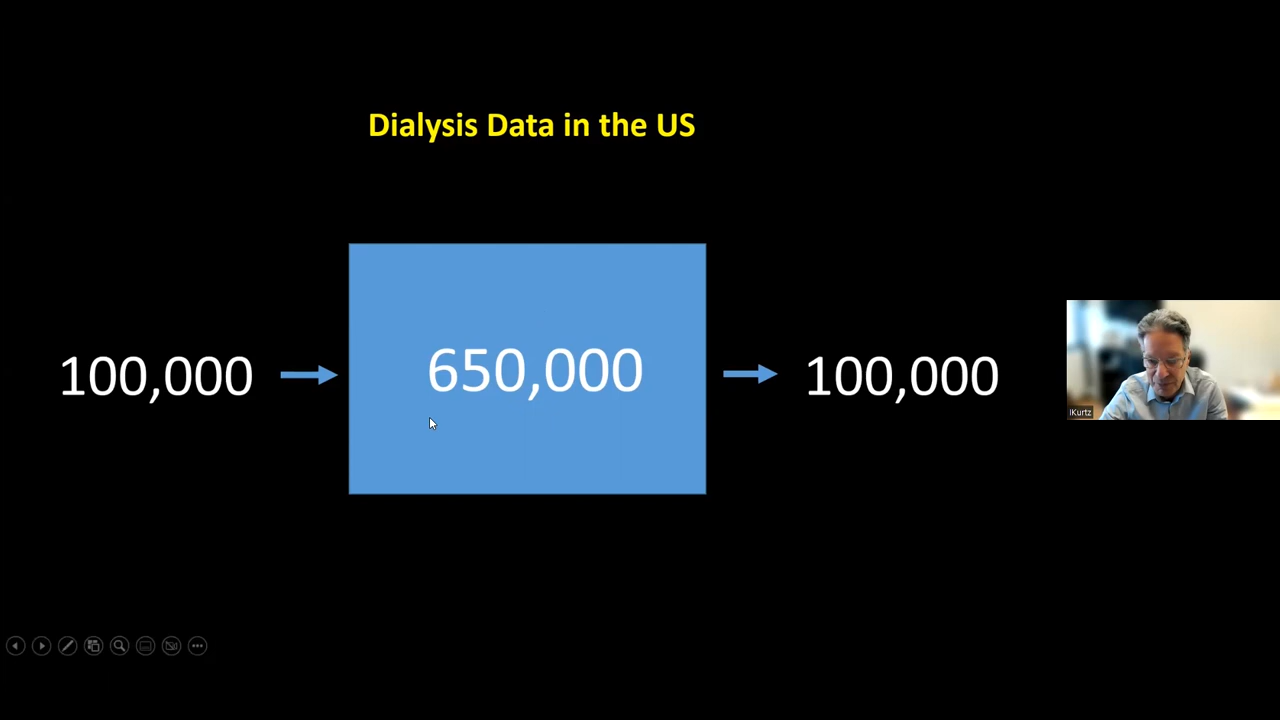 Dialysis Data in the US
100,000
650,000
100,000
IKurtz